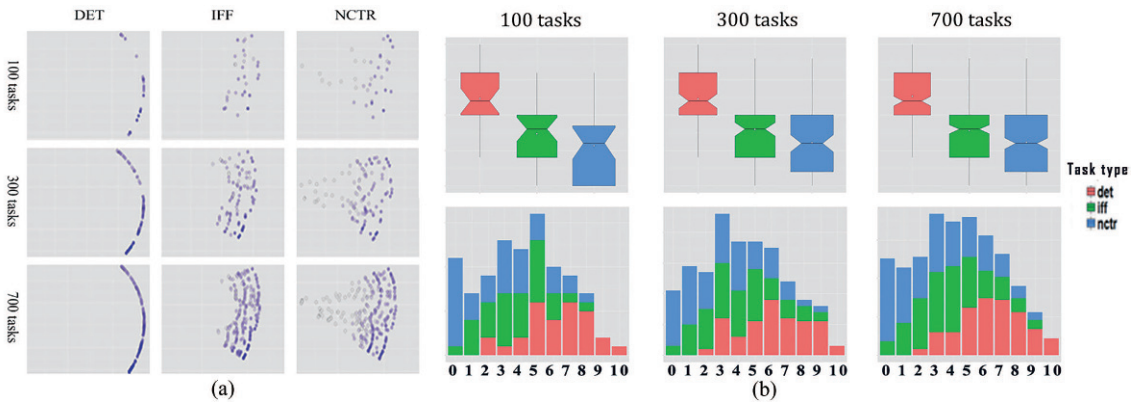 DET IFF NCTR
100 tasks
300 tasks
700 tasks
(a)
100 tasks 300 tasks 700 tasks
Task type
det
iff
nctr
0 1 2 3 4 5 6 7 8 9 10
0 1 2 3 4 5 6 7 8 9 10
0 1 2 3 4 5 6 7 8 9 10
(b)